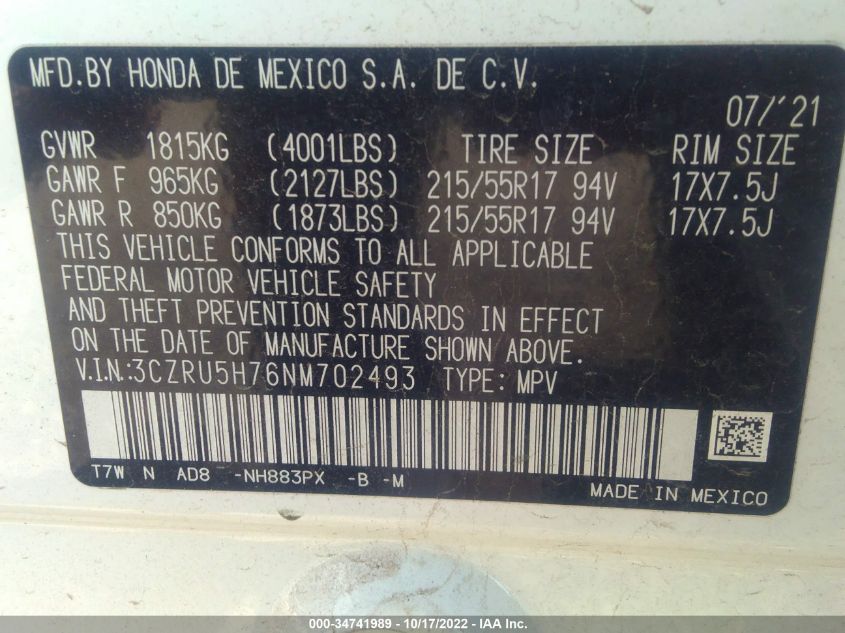 MFD.BY HONDA DE MEXICO S.A. DE C.V.
07/'21
GVWR 1815KG (4001LBS) TIRE SIZE RIM SIZE
GAWR F 965KG (2127LBS) 215/55R17 94V 17X7.5J
GAWR R 850KG (1873LBS) 215/55R17 94V 17X7.5J
THIS VEHICLE CONFORMS TO ALL APPLICABLE
FEDERAL MOTOR VEHICLE SAFETY
AND THEFT PREVENTION STANDARDS IN EFFECT
ON THE DATE OF MANUFACTURE SHOWN ABOVE.
V.I.N.:3CZRU5H76NM702493 TYPE: MPV
T7W N AD8 -NH883PX -B -M
MADE IN MEXICO
000-34741989 - 10/17/2022 - IAA Inc.